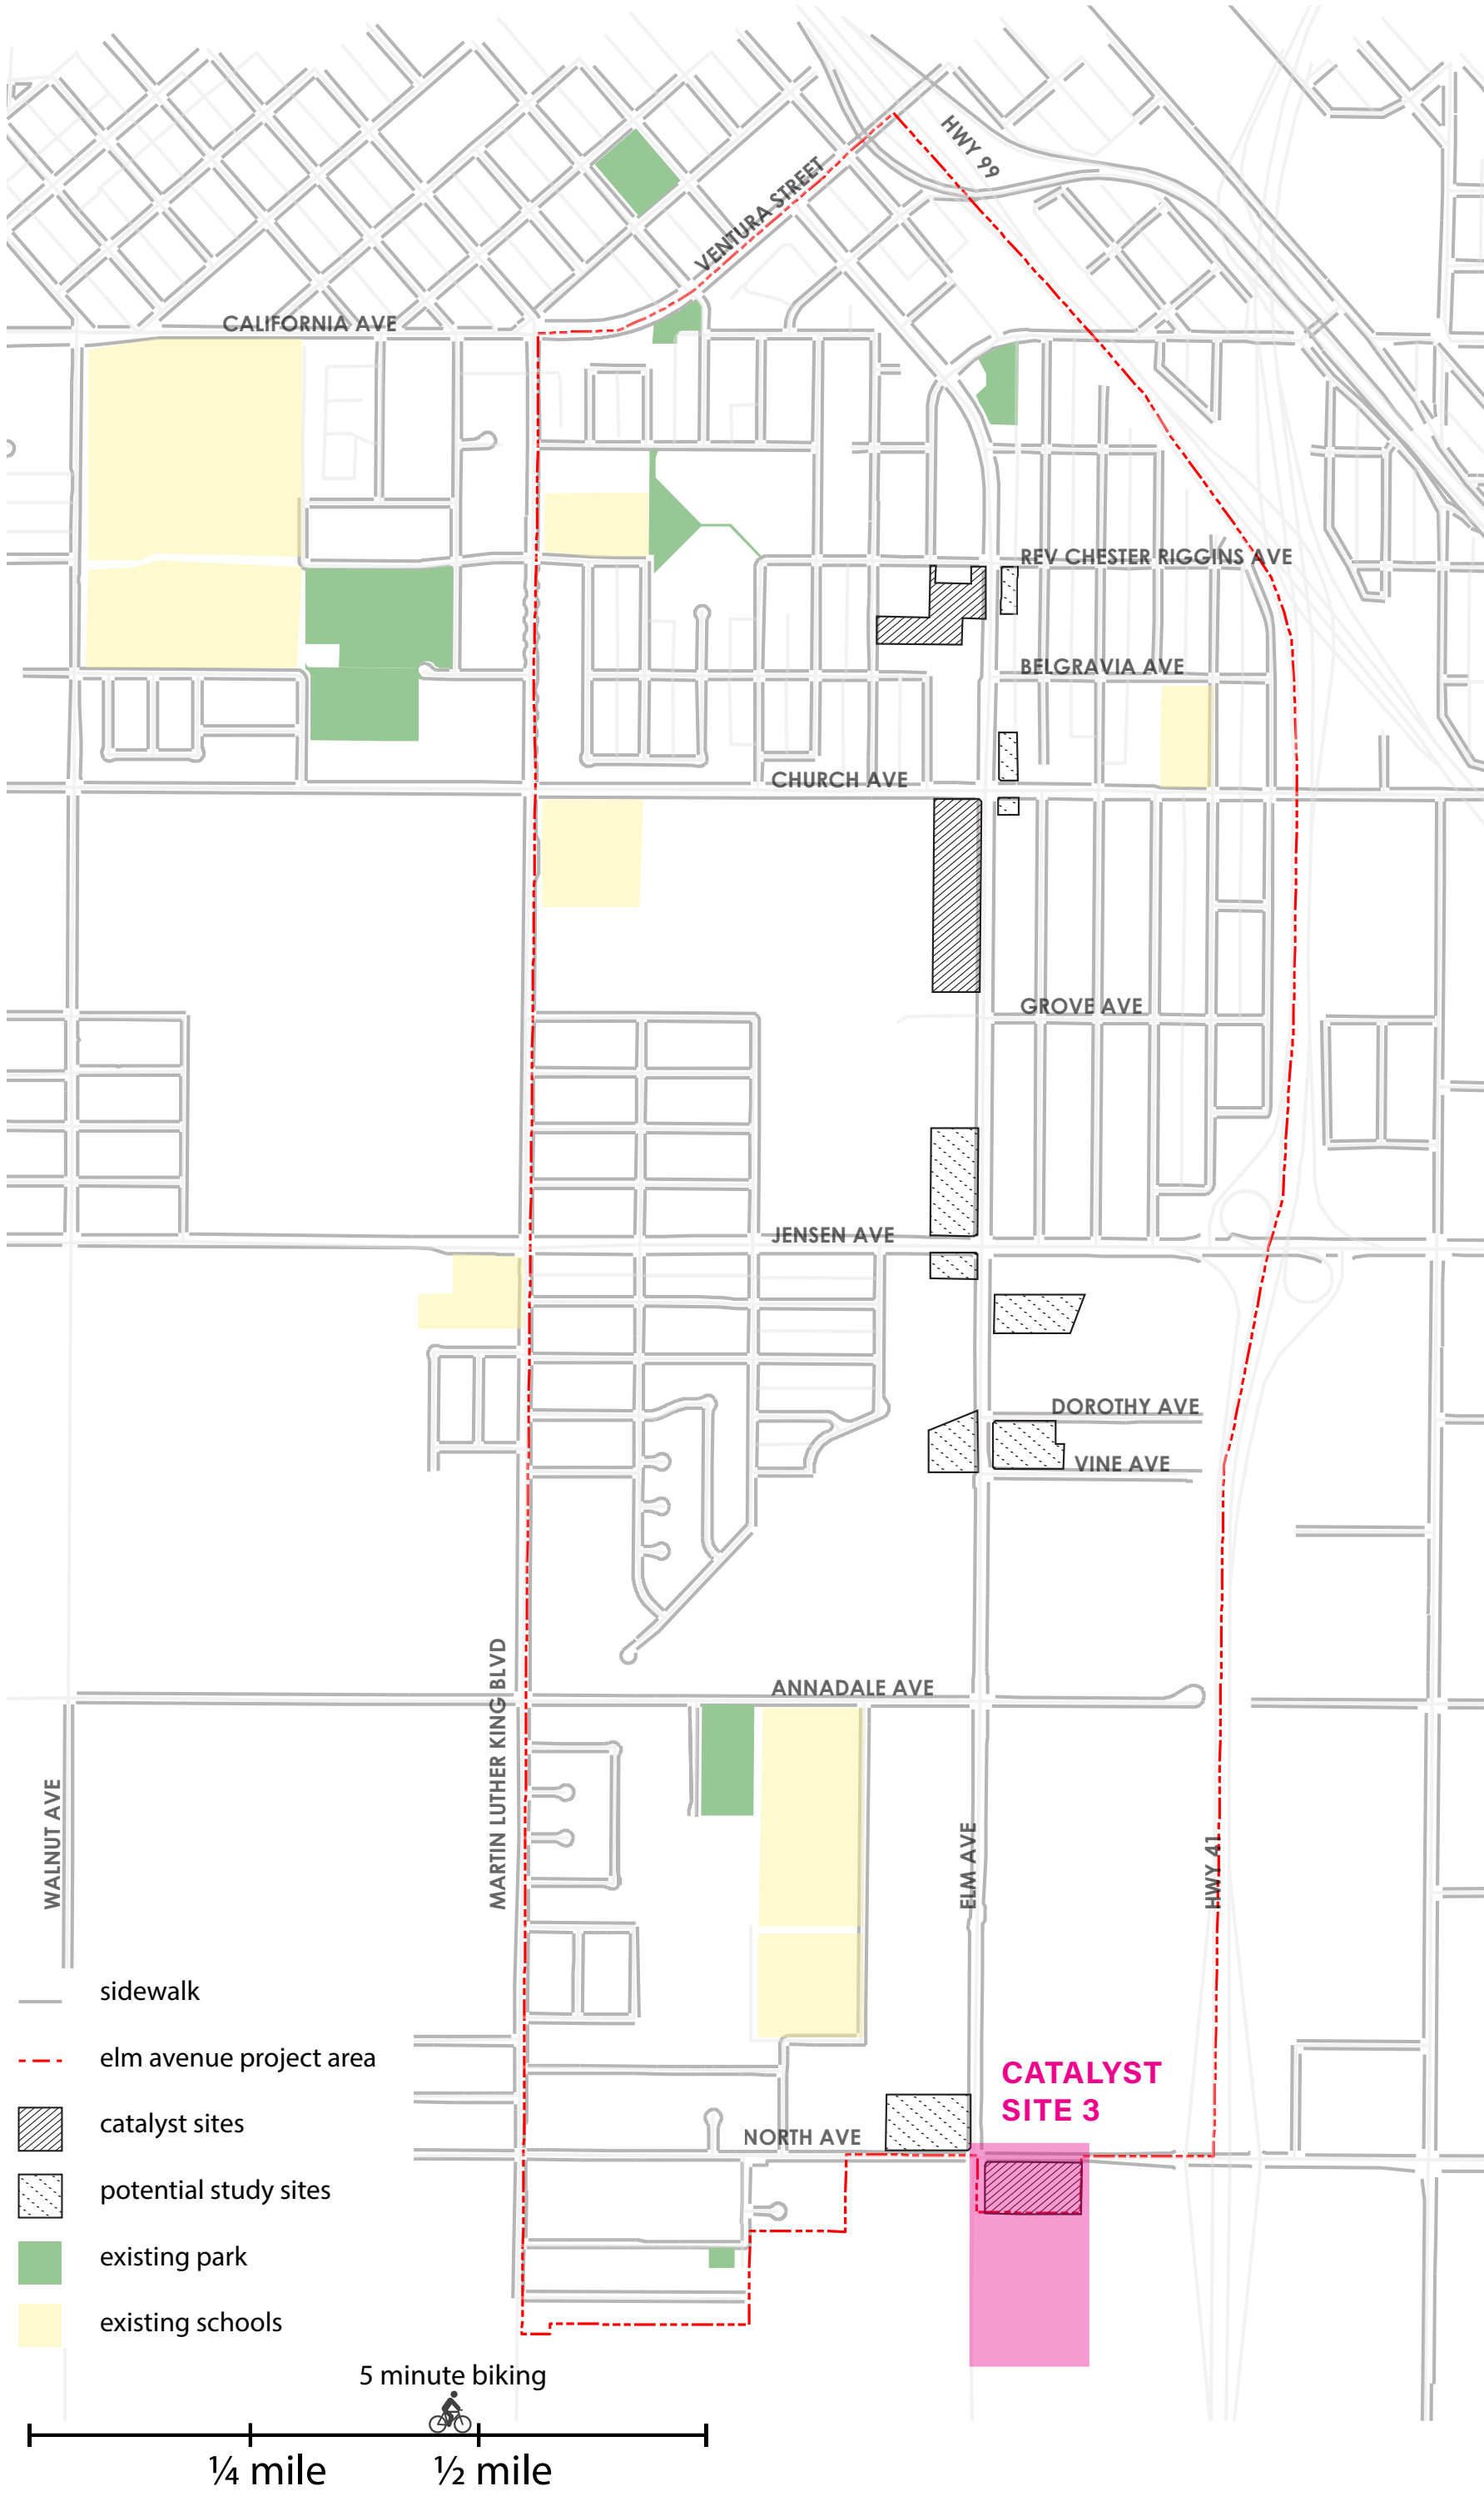 HWY 99
VENTURA STREET
CALIFORNIA AVE
REV CHESTER RIGGINS AVE
BELGRAVIA AVE
CHURCH AVE
GROVE AVE
JENSEN AVE
DOROTHY AVE
VINE AVE
ANNADALE AVE
WALNUT AVE
MARTIN LUTHER KING BLVD
ELM AVE
HWY 41
CATALYST
SITE 3
NORTH AVE
sidewalk
elm avenue project area
catalyst sites
potential study sites
existing park
existing schools
5 minute biking
¼ mile
½ mile